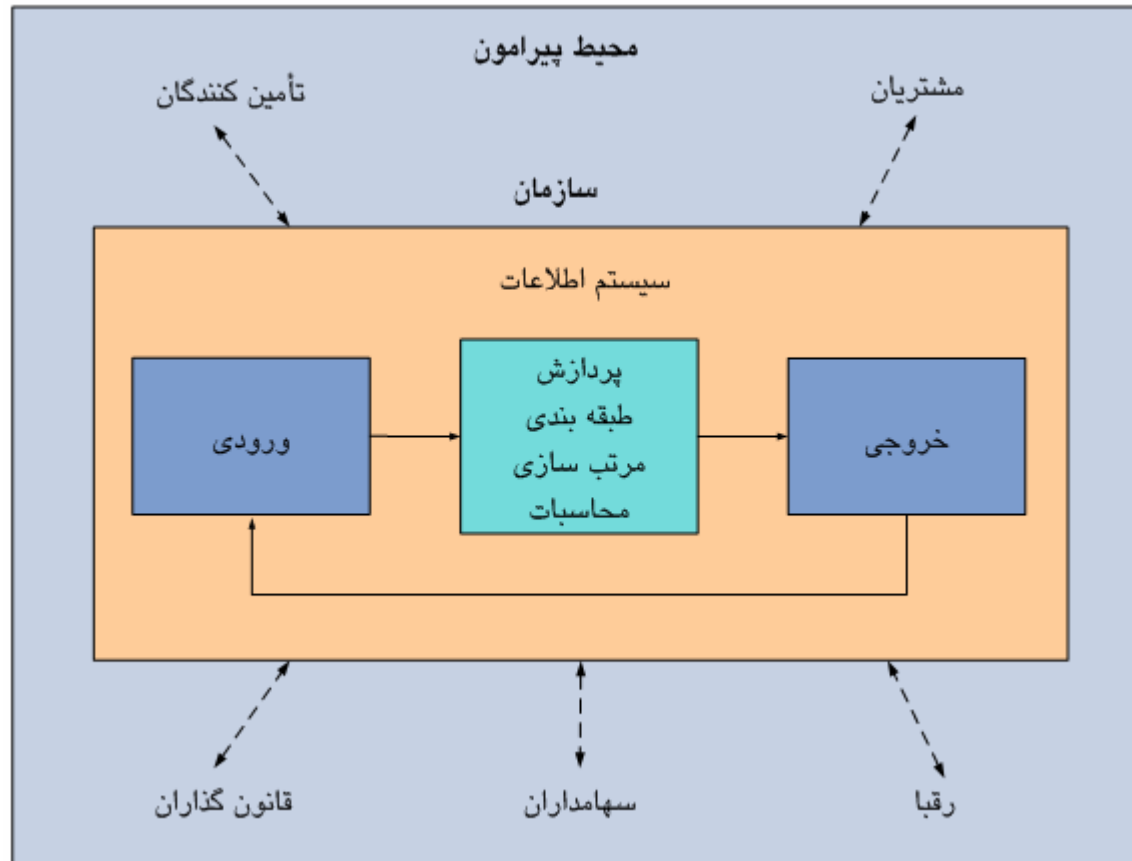 محیط پیرامون
مشتریان
تأمین کنندگان
سازمان
سیستم اطلاعات
ورودی
پردازش
طبقه بندی
مرتب سازی
محاسبات
خروجی
رقبا
سهامداران
قانون گذاران